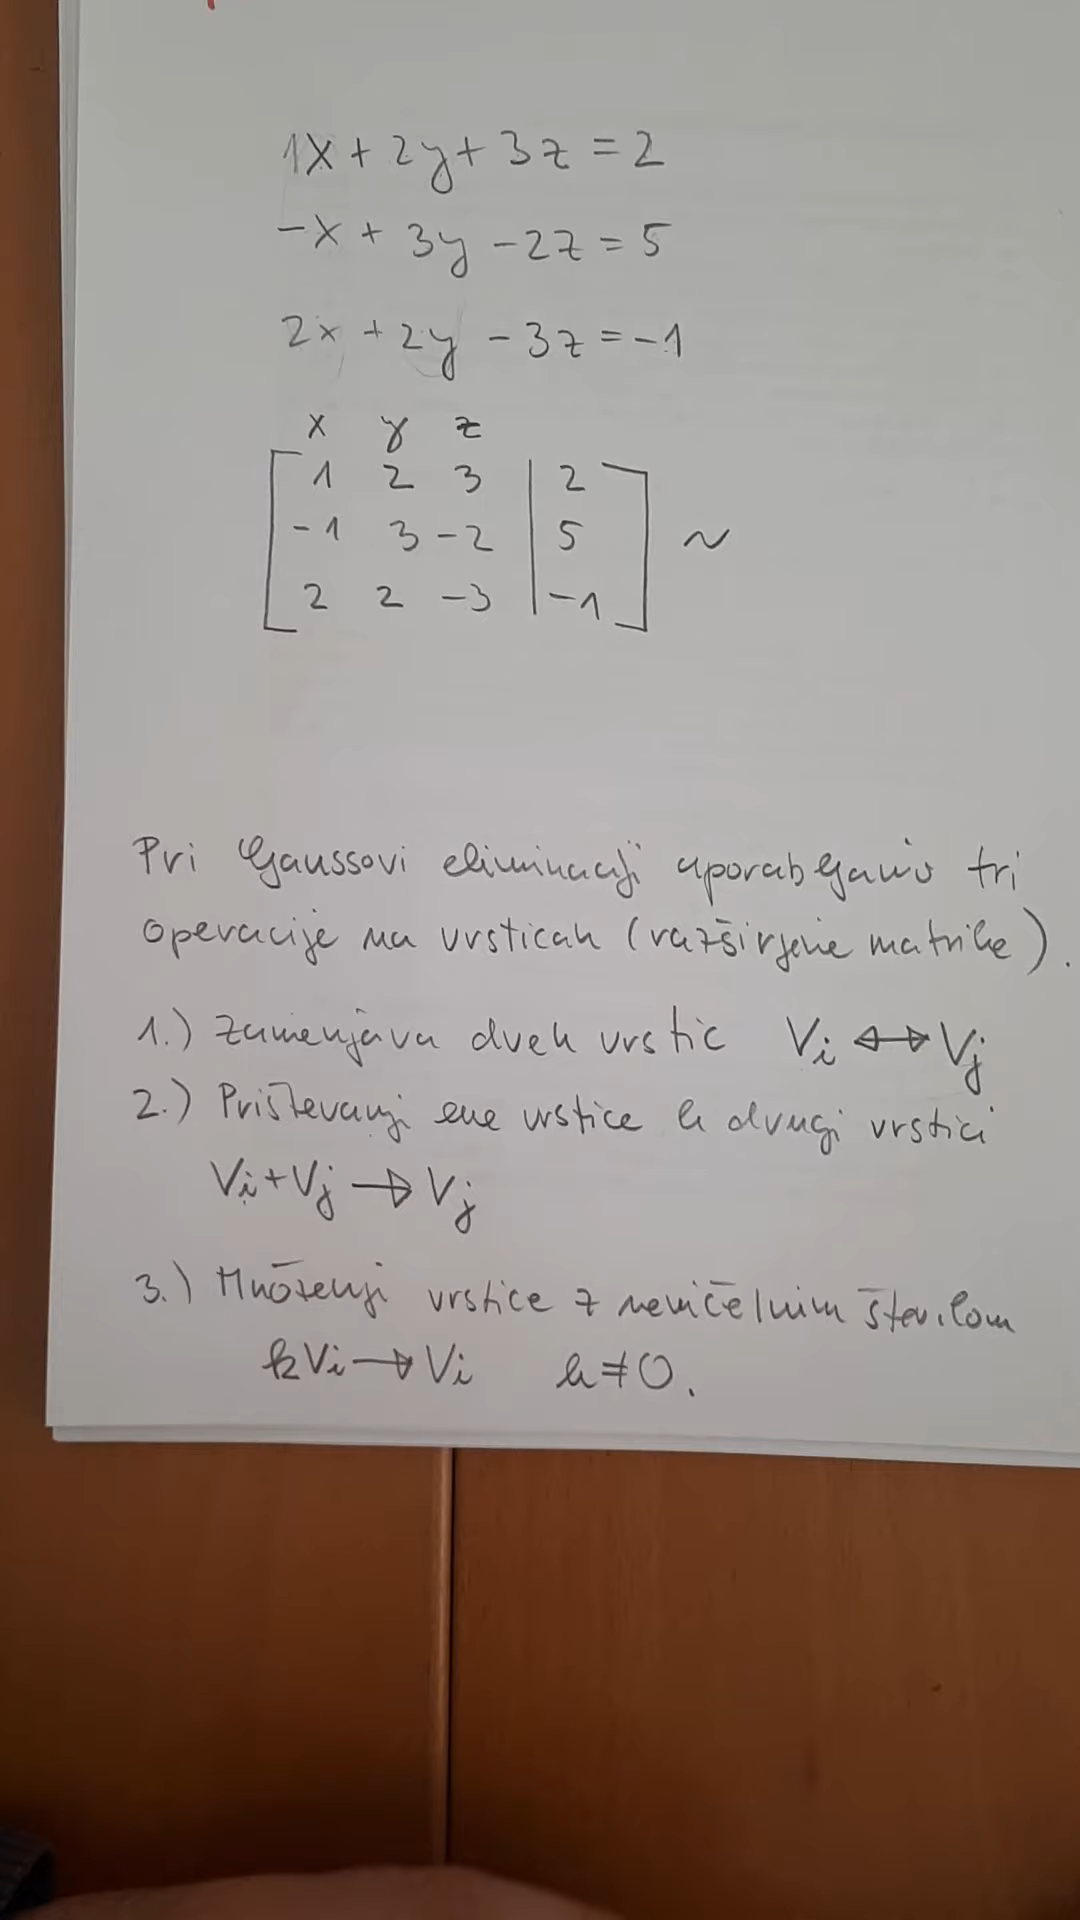 1x + 2y + 3z = 2
-x + 3y - 2z = 5
2x + 2y - 3z = -1
x y z
1 2 3 | 2
-1 3 -2 | 5 ~
2 2 -3 | -1
Pri Gaussovi eliminaciji uporabljamo tri
operacije na vrsticah (razširjene matrike).
1.) Zamenjava dveh vrstic Vi ↔ Vj
2.) Prištevanje ene vrstice k drugi vrstici
Vi + Vj → Vj
3.) Množenje vrstice z neničelnim številom
kVi → Vi k ≠ 0.